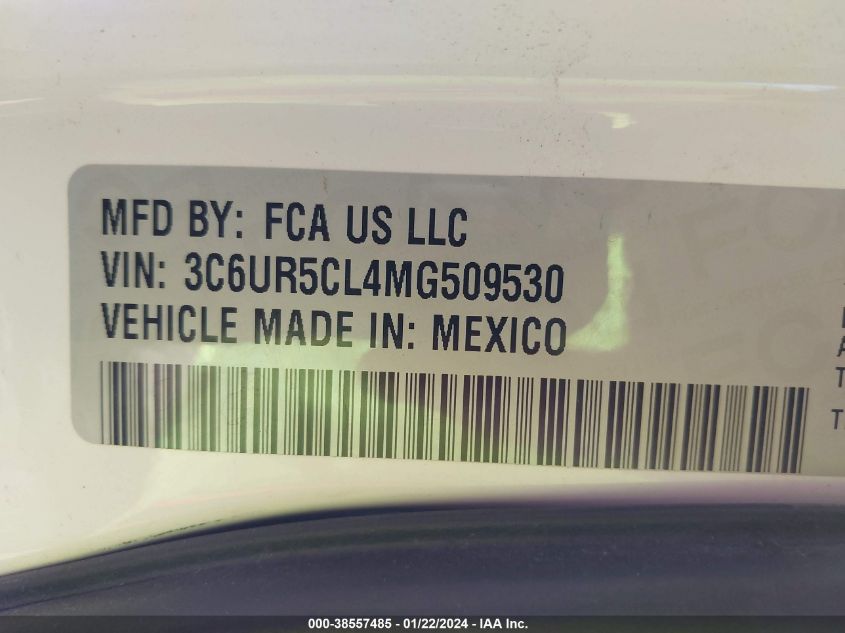 MFD BY: FCA US LLC
VIN: 3C6UR5CL4MG509530
VEHICLE MADE IN: MEXICO
000-38557485 - 01/22/2024 - IAA Inc.